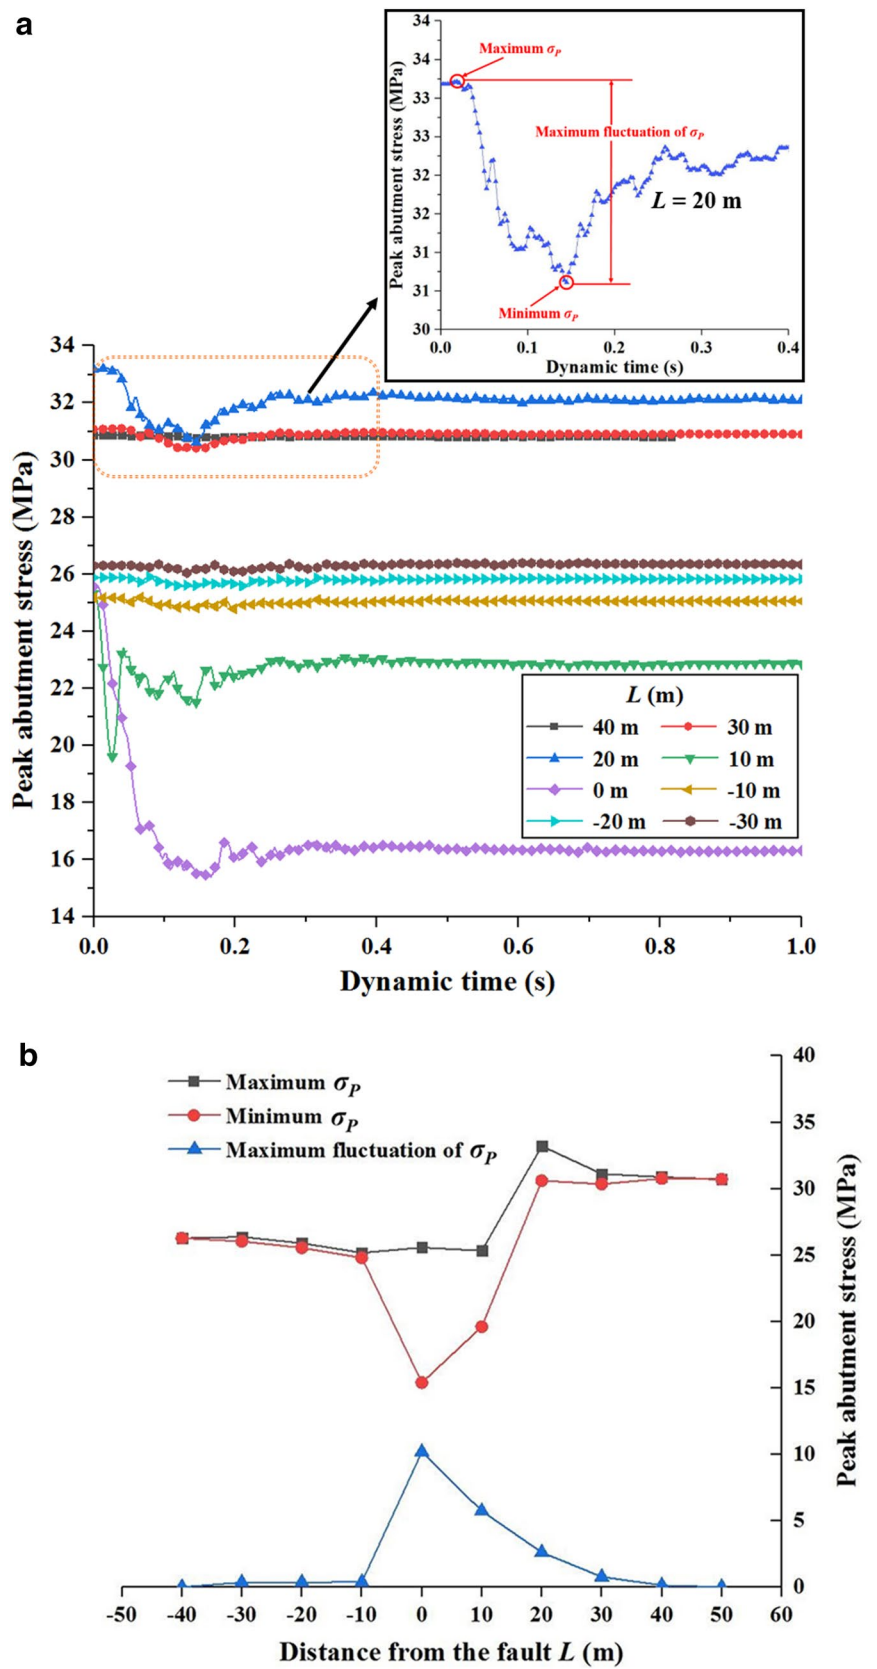 a
34
34
33
33
32
32
31
31
30
Peak abutment stress (MPa)
Maximum σP
Maximum fluctuation of σP
L = 20 m
Minimum σP
0.0 0.1 0.2 0.3 0.4
Dynamic time (s)
34
32
30
28
26
24
22
20
18
16
14
Peak abutment stress (MPa)
L (m)
40 m 30 m
20 m 10 m
0 m -10 m
-20 m -30 m
0.0 0.2 0.4 0.6 0.8 1.0
Dynamic time (s)
b
Maximum σP
Minimum σP
Maximum fluctuation of σP
40
35
30
25
20
15
10
5
0
Peak abutment stress (MPa)
-50 -40 -30 -20 -10 0 10 20 30 40 50 60
Distance from the fault L (m)